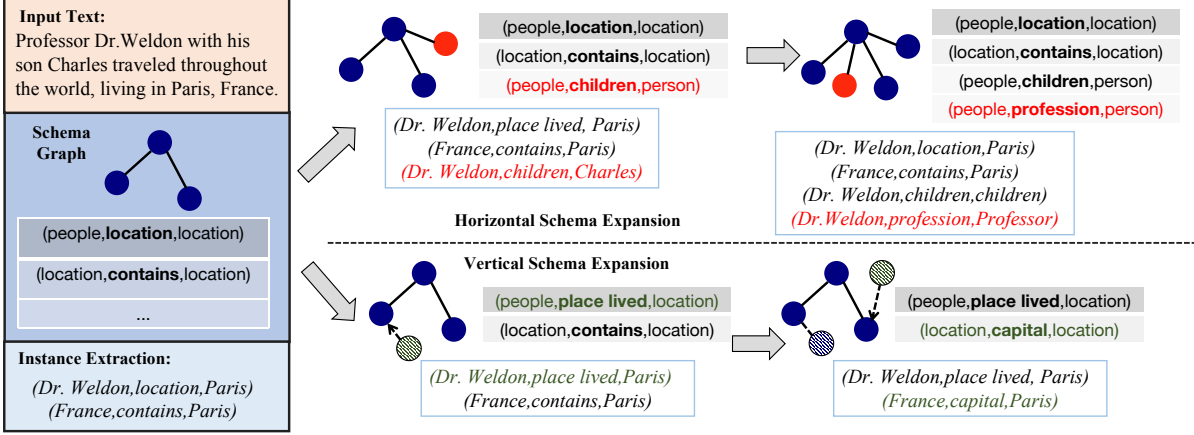 Input Text:
Professor Dr.Weldon with his
son Charles traveled throughout
the world, living in Paris, France.
Schema
Graph
(people,location,location)
(location,contains,location)
...
Instance Extraction:
(Dr. Weldon,location,Paris)
(France,contains,Paris)
(people,location,location)
(location,contains,location)
(people,children,person)
(Dr. Weldon,place lived, Paris)
(France,contains,Paris)
(Dr. Weldon,children,Charles)
(people,location,location)
(location,contains,location)
(people,children,person)
(people,profession,person)
(Dr. Weldon,location,Paris)
(France,contains,Paris)
(Dr. Weldon,children,children)
(Dr.Weldon,profession,Professor)
Horizontal Schema Expansion
Vertical Schema Expansion
(people,place lived,location)
(location,contains,location)
(Dr. Weldon,place lived,Paris)
(France,contains,Paris)
(people,place lived,location)
(location,capital,location)
(Dr. Weldon,place lived, Paris)
(France,capital,Paris)